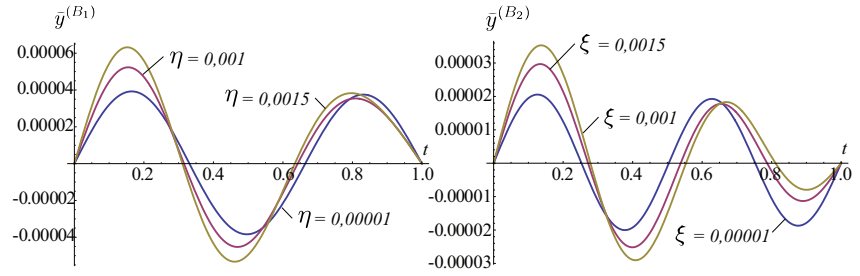 ȳ(B₁)
0.00006
0.00004
0.00002
-0.00002
-0.00004
0.2
0.4
0.6
0.8
1.0
t
η = 0,001
η = 0,0015
η = 0,00001
ȳ(B₂)
0.00003
0.00002
0.00001
-0.00001
-0.00002
-0.00003
0.2
0.4
0.6
0.8
1.0
t
ξ = 0,0015
ξ = 0,001
ξ = 0,00001